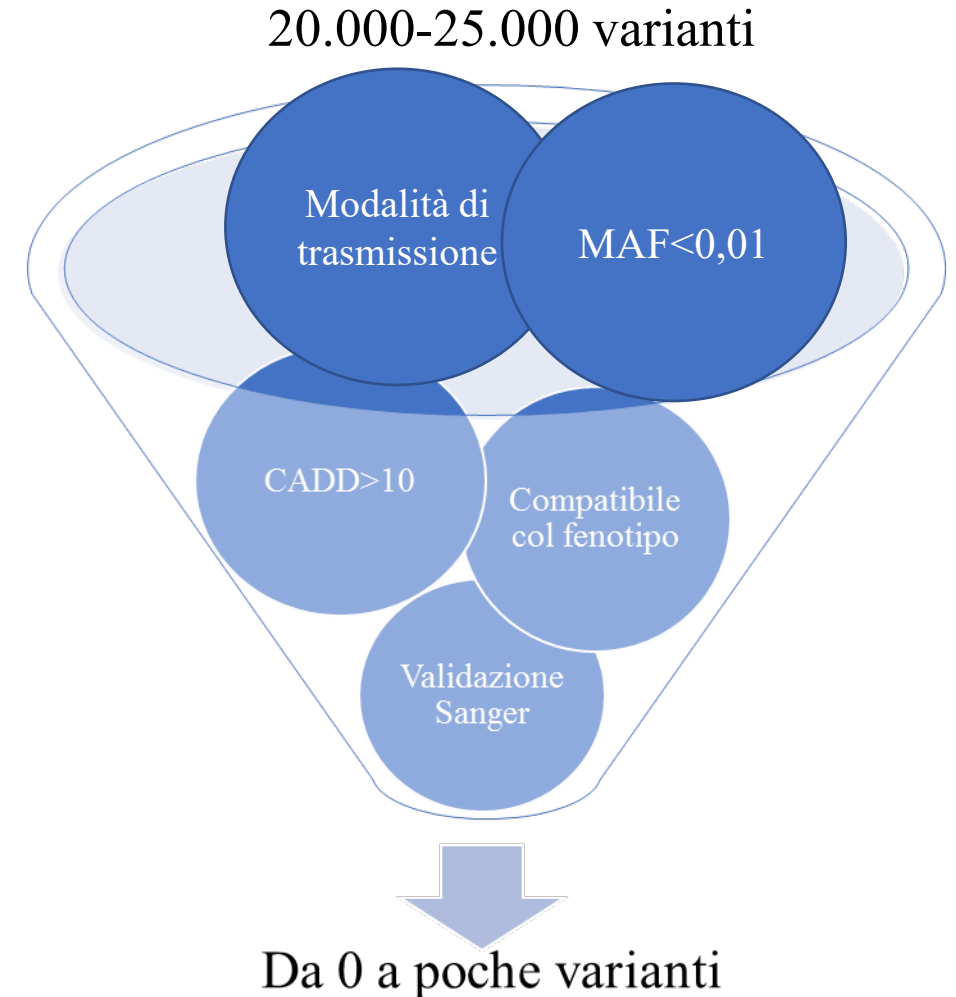 20.000-25.000 varianti
Modalità di
trasmissione
MAF<0,01
CADD>10
Compatibile
col fenotipo
Validazione
Sanger
Da 0 a poche varianti